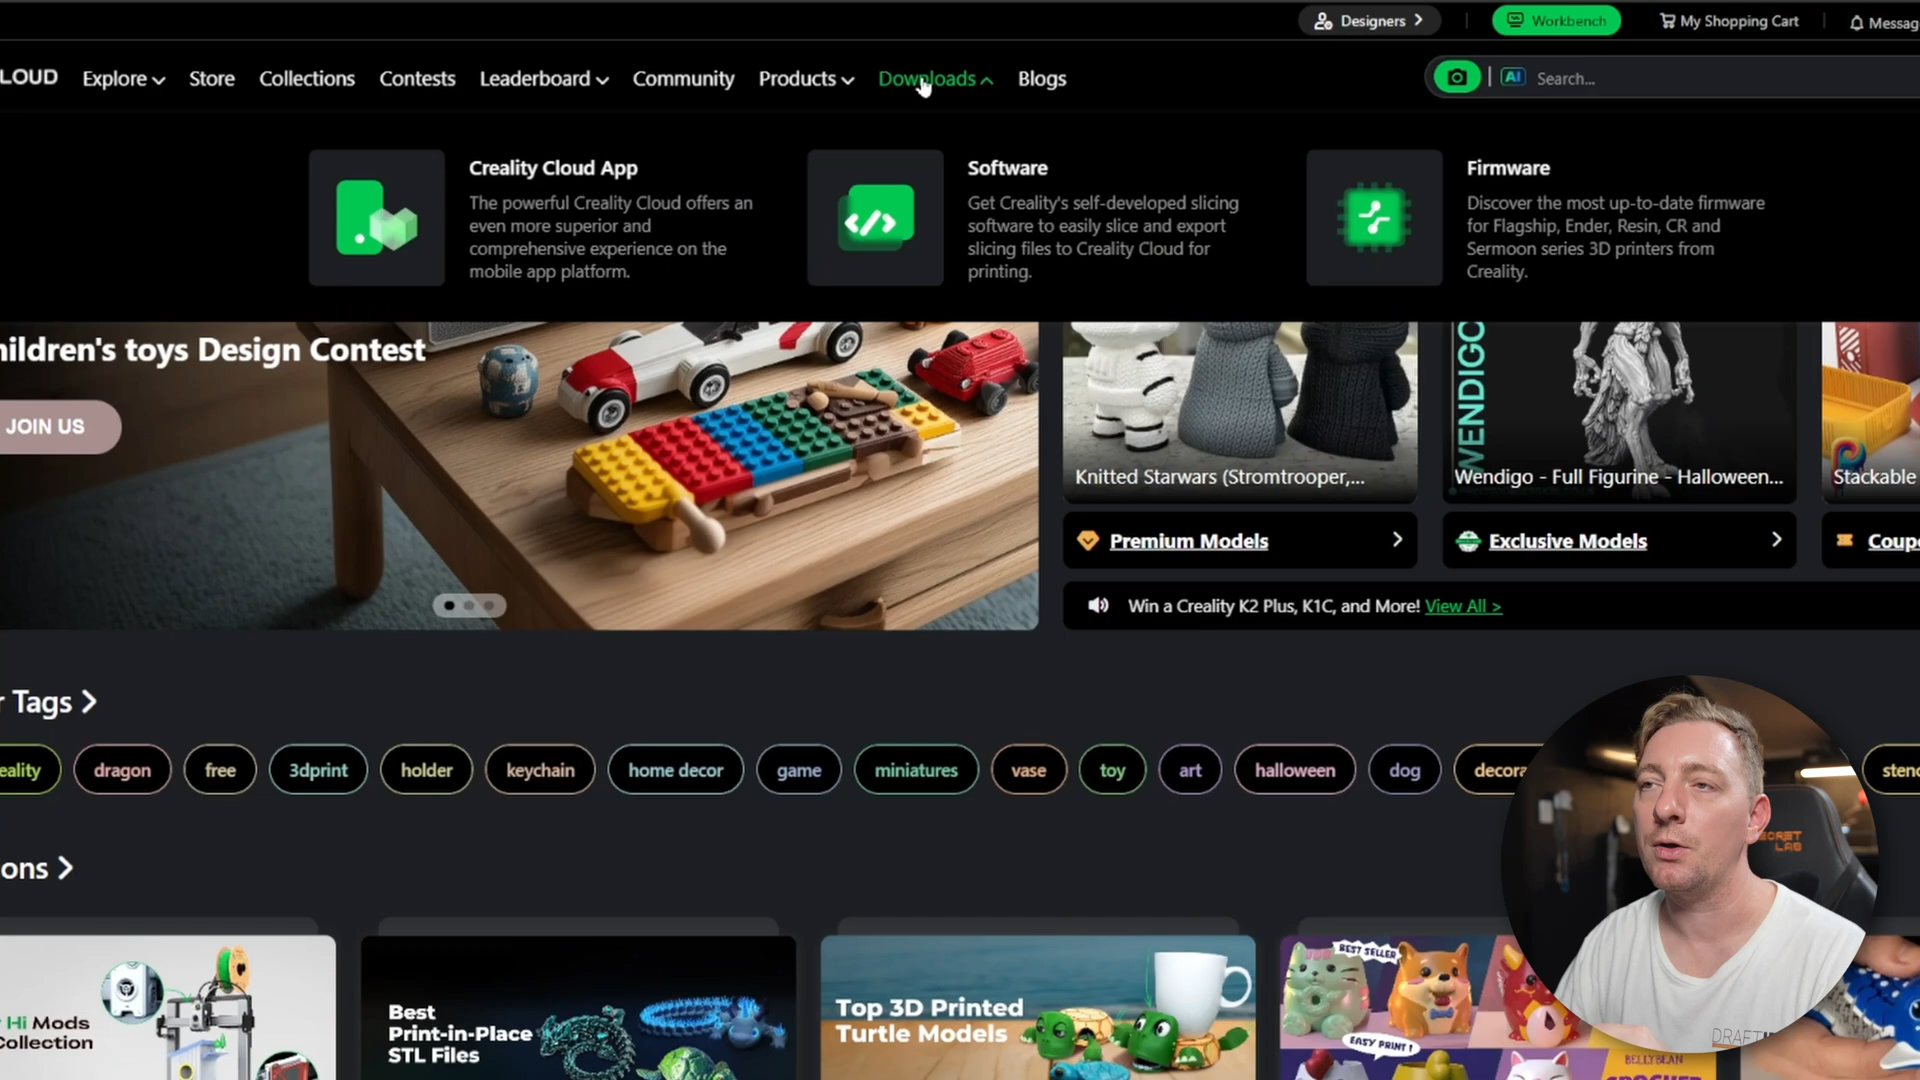 Designers
Workbench
My Shopping Cart
Messag
LOUD
Explore
Store
Collections
Contests
Leaderboard
Community
Products
Downloads
Blogs
AI
Search...
Creality Cloud App
The powerful Creality Cloud offers an
even more superior and
comprehensive experience on the
mobile app platform.
Software
Get Creality's self-developed slicing
software to easily slice and export
slicing files to Creality Cloud for
printing.
Firmware
Discover the most up-to-date firmware
for Flagship, Ender, Resin, CR and
Sermoon series 3D printers from
Creality.
hildren's toys Design Contest
JOIN US
Knitted Starwars (Stromtrooper,...
WENDIGO
Wendigo - Full Figurine - Halloween...
Stackable
Premium Models
Exclusive Models
Coupo
Win a Creality K2 Plus, K1C, and More! View All >
r Tags
eality
dragon
free
3dprint
holder
keychain
home decor
game
miniatures
vase
toy
art
halloween
dog
decora
stenc
ons
Hi Mods
Collection
Best
Print-in-Place
STL Files
Top 3D Printed
Turtle Models
BEST SELLER
EASY PRINT!
BELLYBEAN
SECRET
LAB